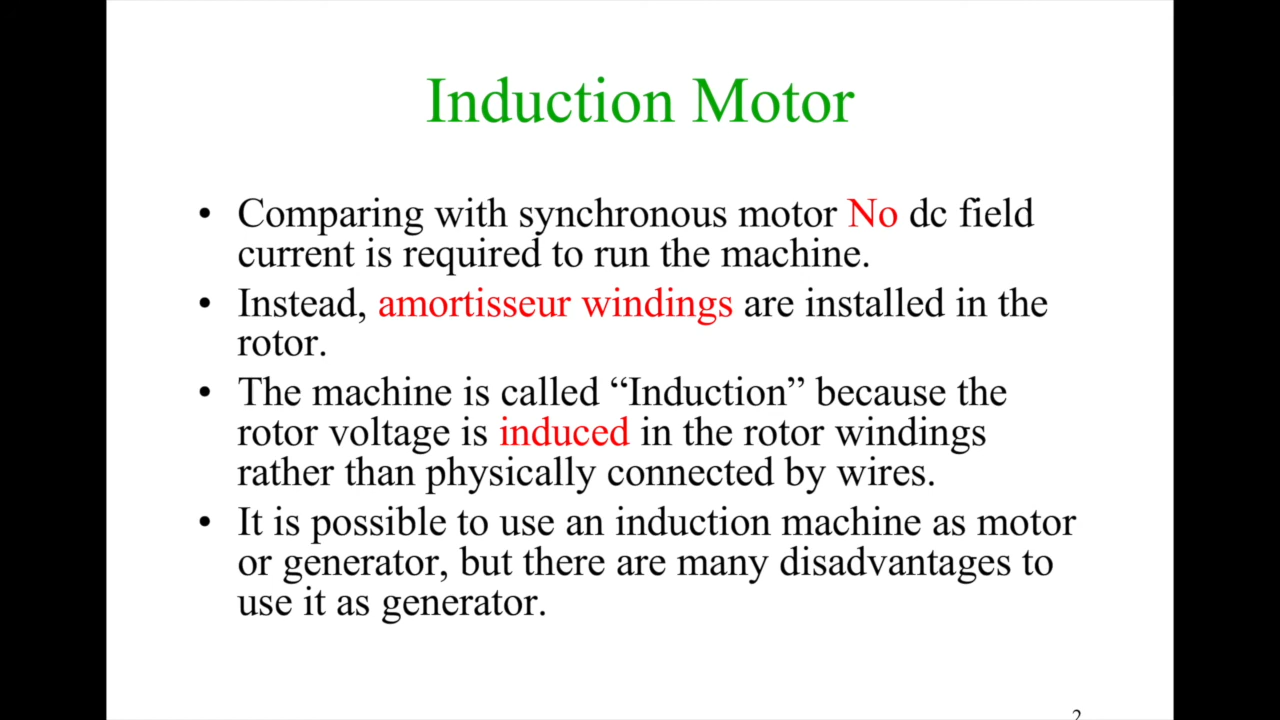 Induction Motor
• Comparing with synchronous motor No dc field
current is required to run the machine.
• Instead, amortisseur windings are installed in the
rotor.
• The machine is called “Induction” because the
rotor voltage is induced in the rotor windings
rather than physically connected by wires.
• It is possible to use an induction machine as motor
or generator, but there are many disadvantages to
use it as generator.
2